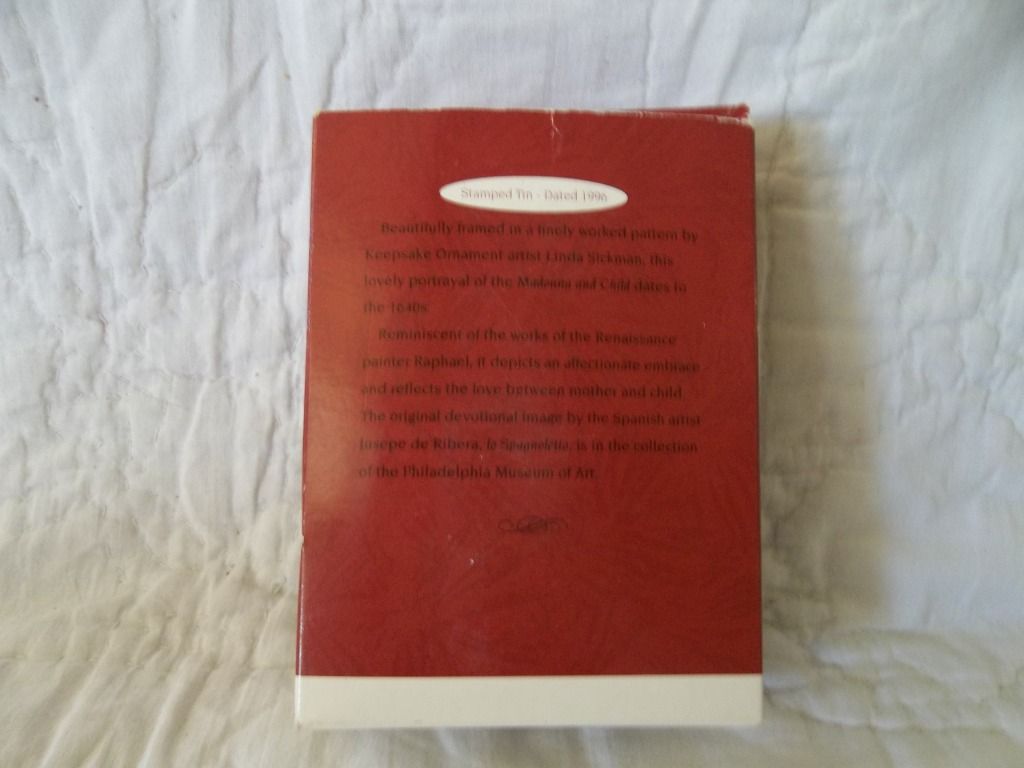 Stamped Tin - Dated 1996
Beautifully framed in a finely worked pattern by
Keepsake Ornament artist Linda Sickman, this
lovely portrayal of the Madonna and Child dates to
the 1640s.
Reminiscent of the works of the Renaissance
painter Raphael, it depicts an affectionate embrace
and reflects the love between mother and child.
The original devotional image by the Spanish artist
Jusepe de Ribera, lo Spagnoletto, is in the collection
of the Philadelphia Museum of Art.